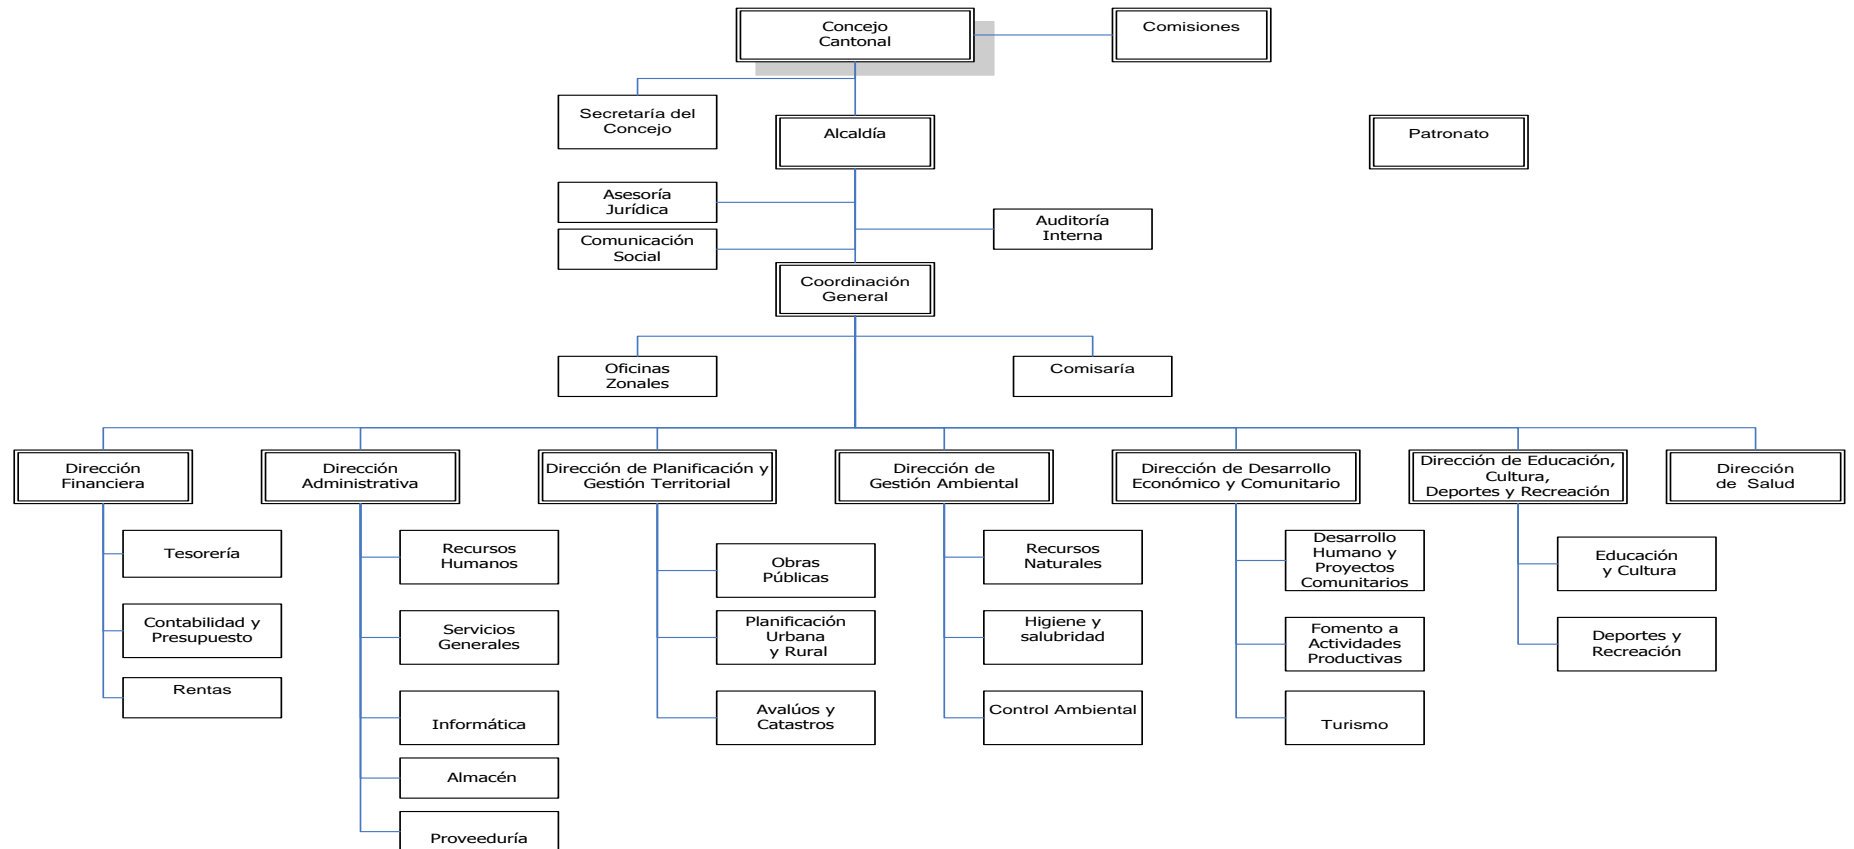 Concejo
Cantonal
Comisiones
Secretaría del
Concejo
Alcaldía
Patronato
Asesoría
Jurídica
Auditoría
Interna
Comunicación
Social
Coordinación
General
Oficinas
Zonales
Comisaría
Dirección
Financiera
Dirección
Administrativa
Dirección de Planificación y
Gestión Territorial
Dirección de
Gestión Ambiental
Dirección de Desarrollo
Económico y Comunitario
Dirección de Educación,
Cultura,
Deportes y Recreación
Dirección
de Salud
Tesorería
Contabilidad y
Presupuesto
Rentas
Recursos
Humanos
Servicios
Generales
Informática
Almacén
Proveeduría
Obras
Públicas
Planificación
Urbana
y Rural
Avalúos y
Catastros
Recursos
Naturales
Higiene y
salubridad
Control Ambiental
Desarrollo
Humano y
Proyectos
Comunitarios
Fomento a
Actividades
Productivas
Turismo
Educación
y Cultura
Deportes y
Recreación